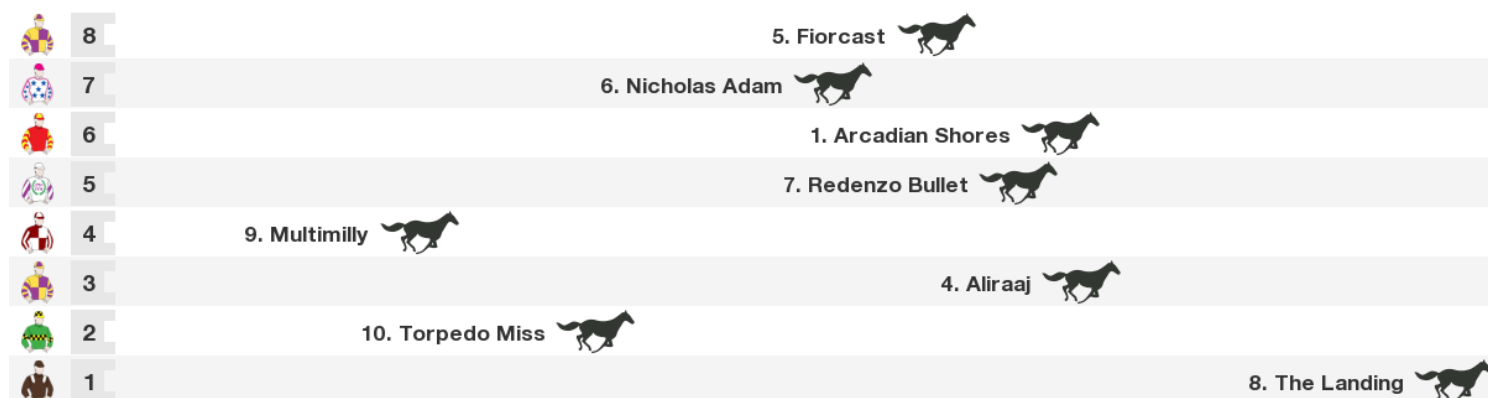 8 5. Fiorcast
7 6. Nicholas Adam
6 1. Arcadian Shores
5 7. Redenzo Bullet
4 9. Multimilly
3 4. Aliraaj
2 10. Torpedo Miss
1 8. The Landing